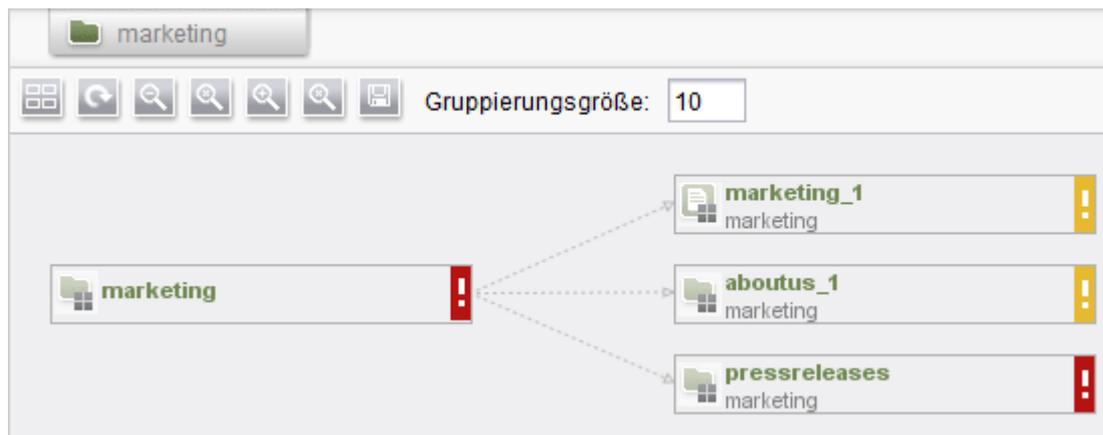 marketing
Gruppierungsgröße: 10
marketing_1
marketing
marketing
aboutus_1
marketing
pressreleases
marketing